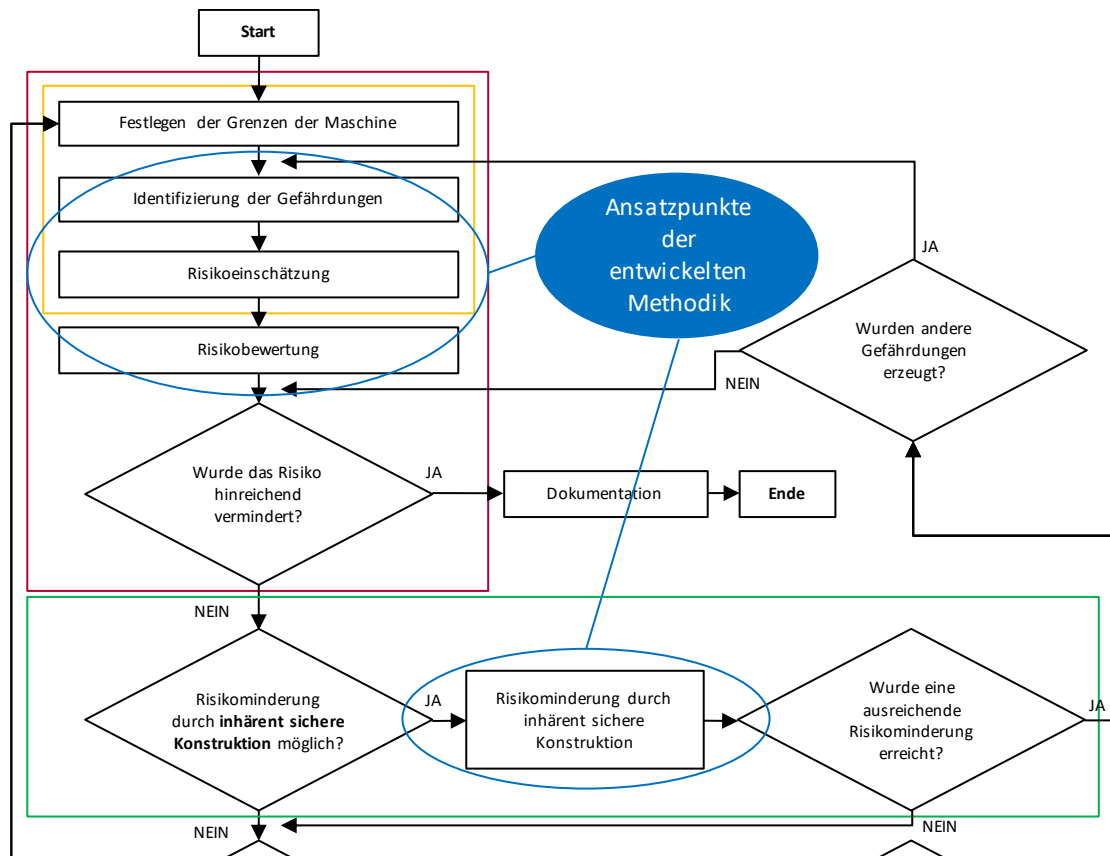 Start
Festlegen der Grenzen der Maschine
Identifizierung der Gefährdungen
Risikoeinschätzung
Risikobewertung
Ansatzpunkte
der
entwickelten
Methodik
JA
Wurden andere
Gefährdungen
erzeugt?
NEIN
Wurde das Risiko
hinreichend
vermindert?
JA
Dokumentation
Ende
NEIN
Risikominderung
durch inhärent sichere
Konstruktion möglich?
JA
Risikominderung durch
inhärent sichere
Konstruktion
Wurde eine
ausreichende
Risikominderung
erreicht?
JA
NEIN
NEIN